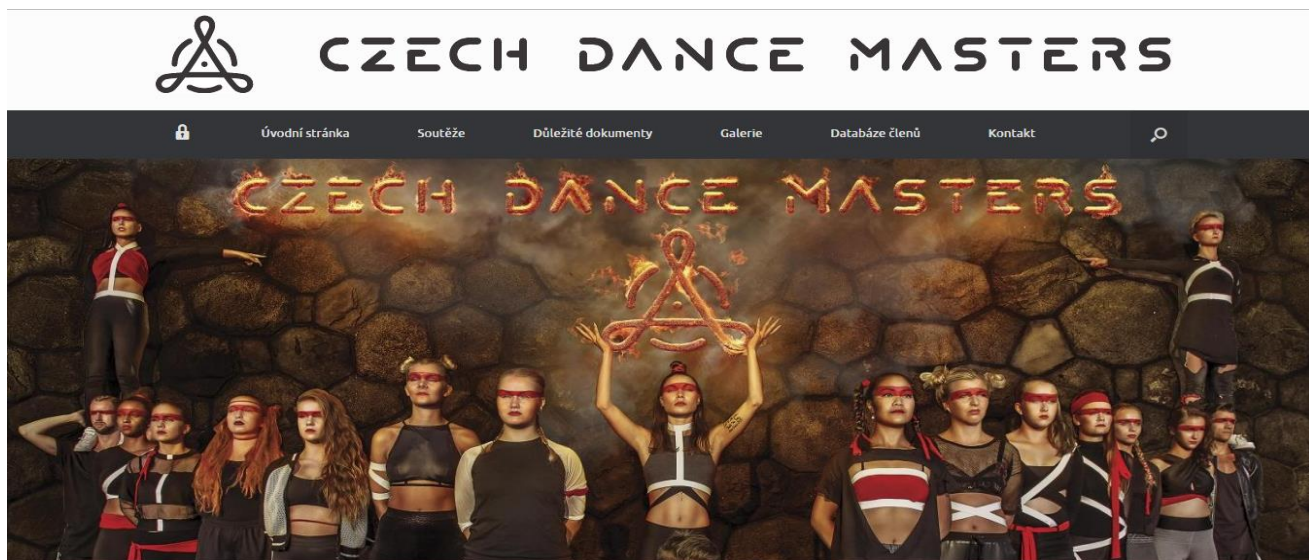 CZECH DANCE MASTERS
Úvodní stránka Soutěže Důležité dokumenty Galerie Databáze členů Kontakt
CZECH DANCE MASTERS